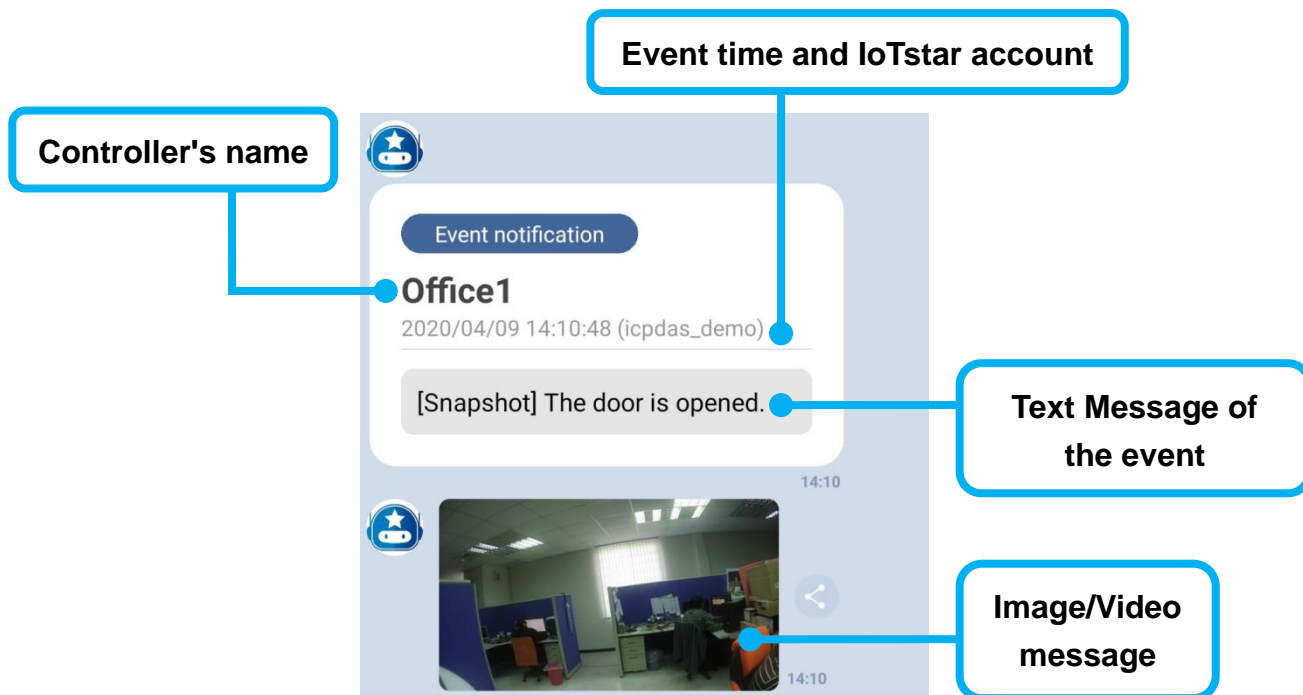 Event time and IoTstar account
Controller's name
Event notification
Office1
2020/04/09 14:10:48 (icpdas_demo)
[Snapshot] The door is opened.
Text Message of
the event
14:10
Image/Video
message
14:10